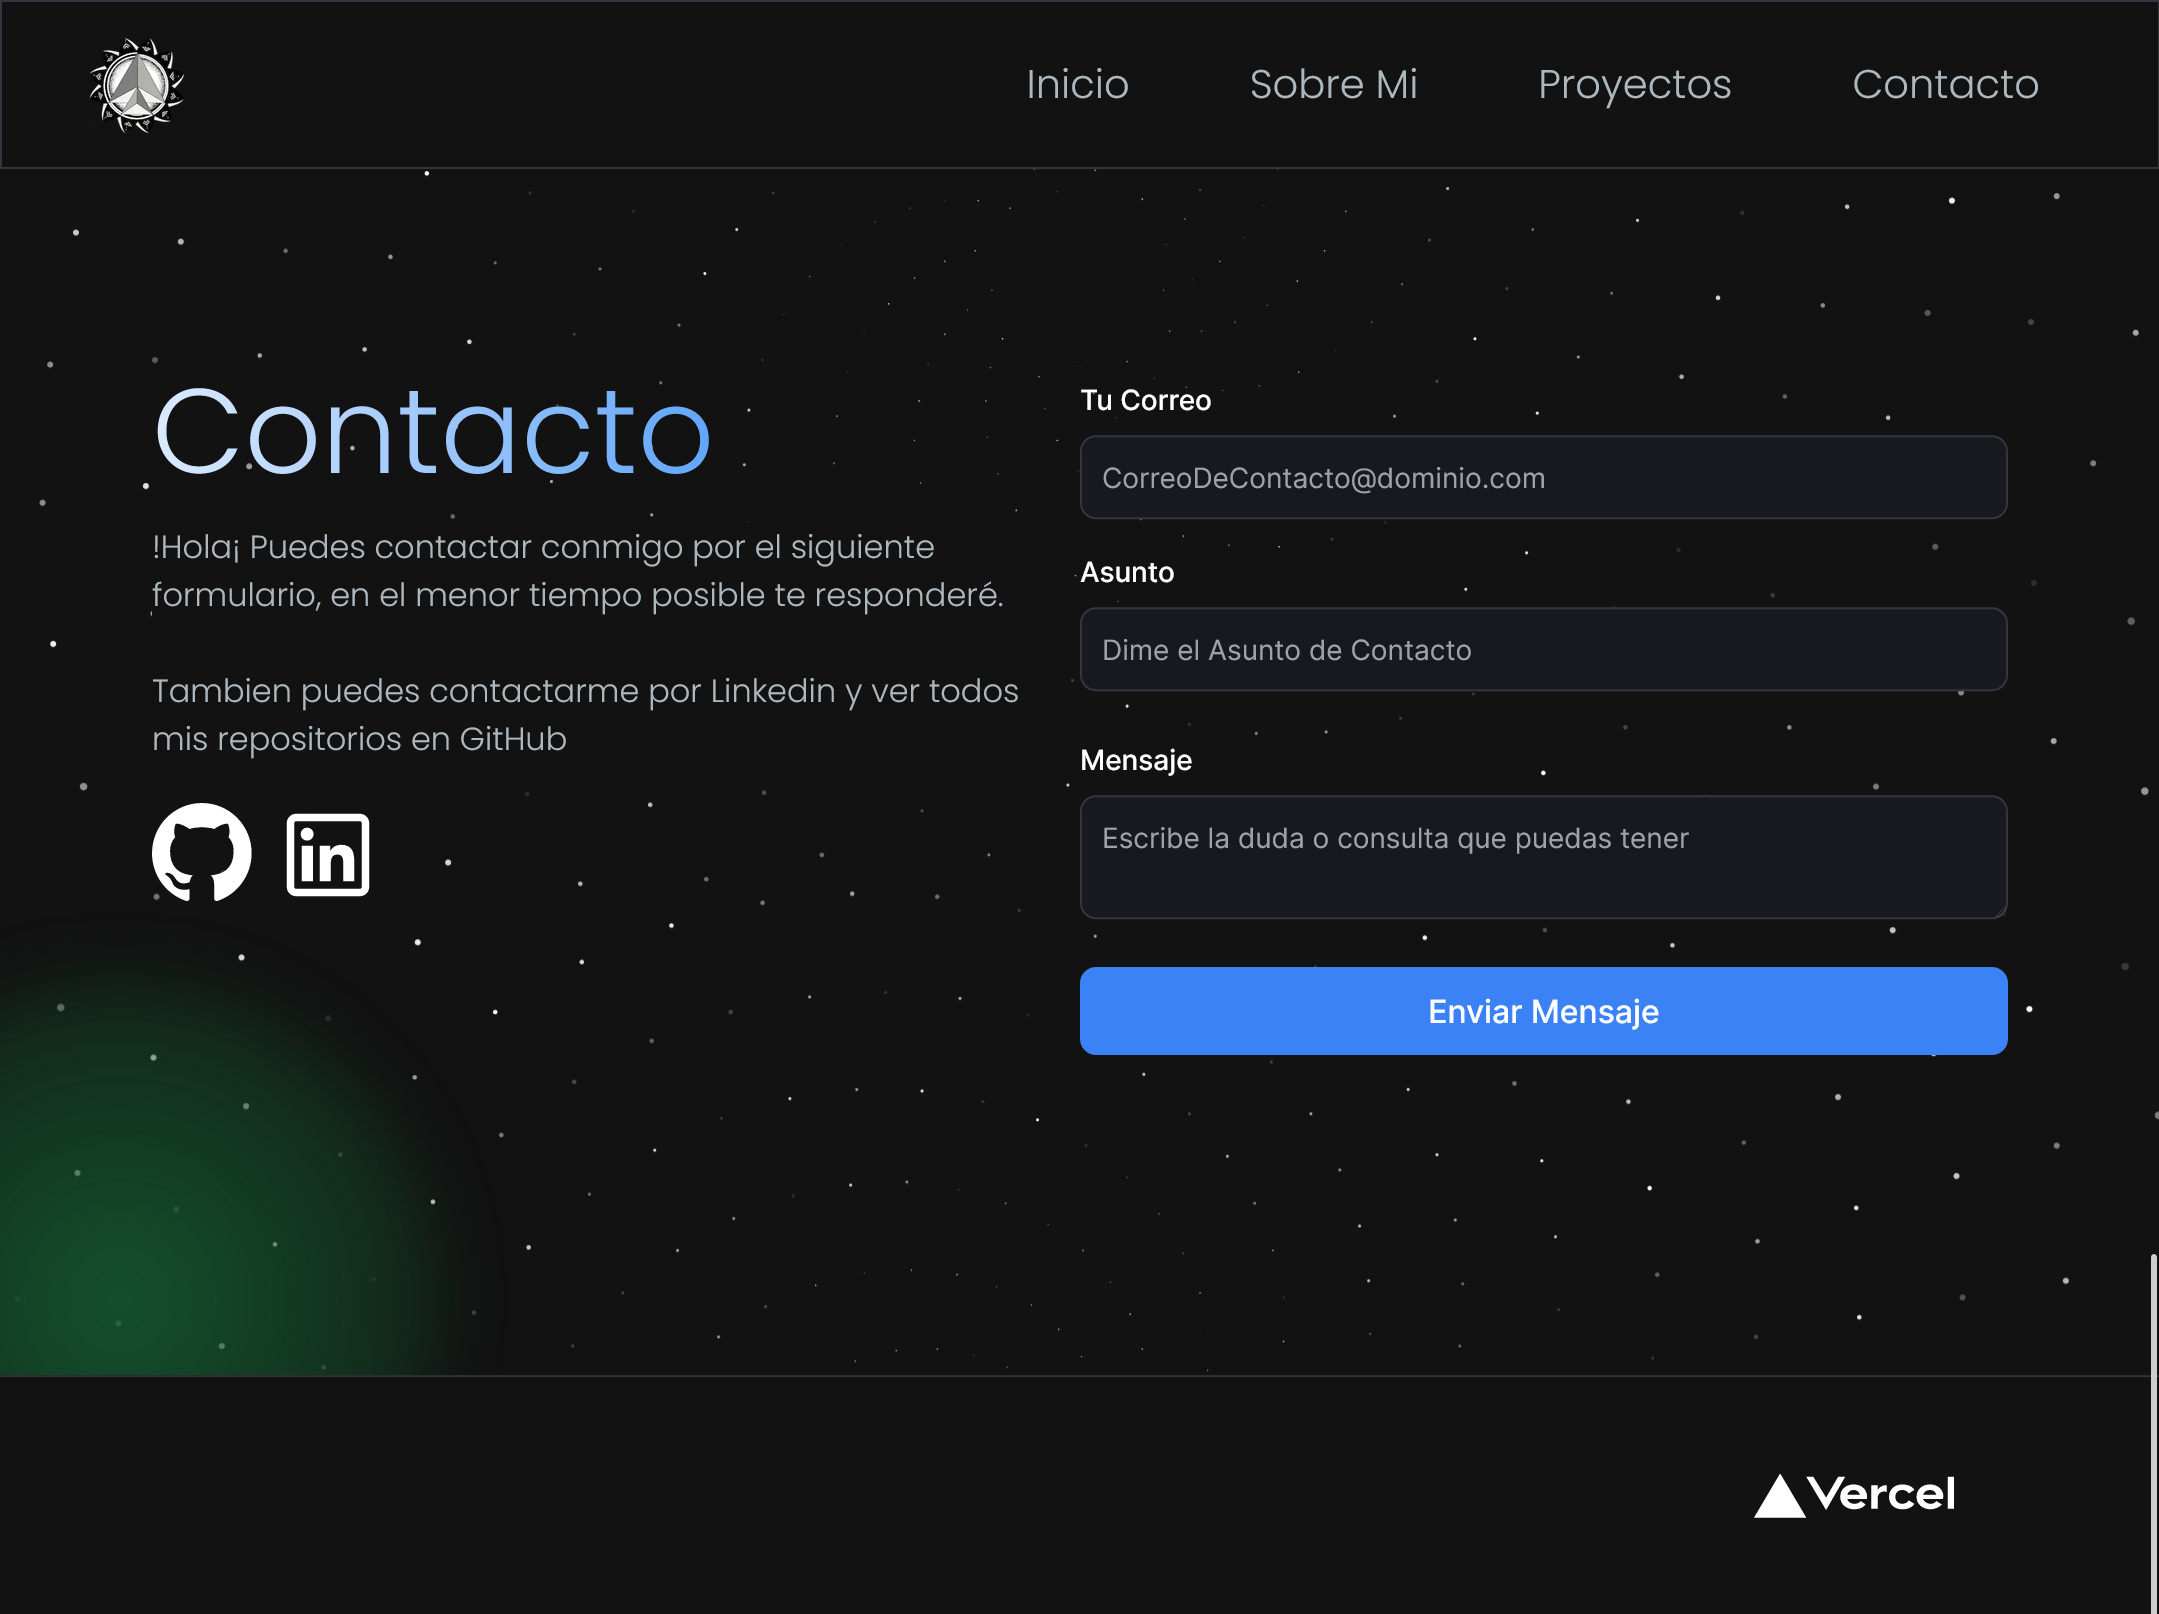 Inicio Sobre Mi Proyectos Contacto
Contacto
!Hola¡ Puedes contactar conmigo por el siguiente
formulario, en el menor tiempo posible te responderé.
Tambien puedes contactarme por Linkedin y ver todos
mis repositorios en GitHub
in
Tu Correo
CorreoDeContacto@dominio.com
Asunto
Dime el Asunto de Contacto
Mensaje
Escribe la duda o consulta que puedas tener
Enviar Mensaje
Vercel